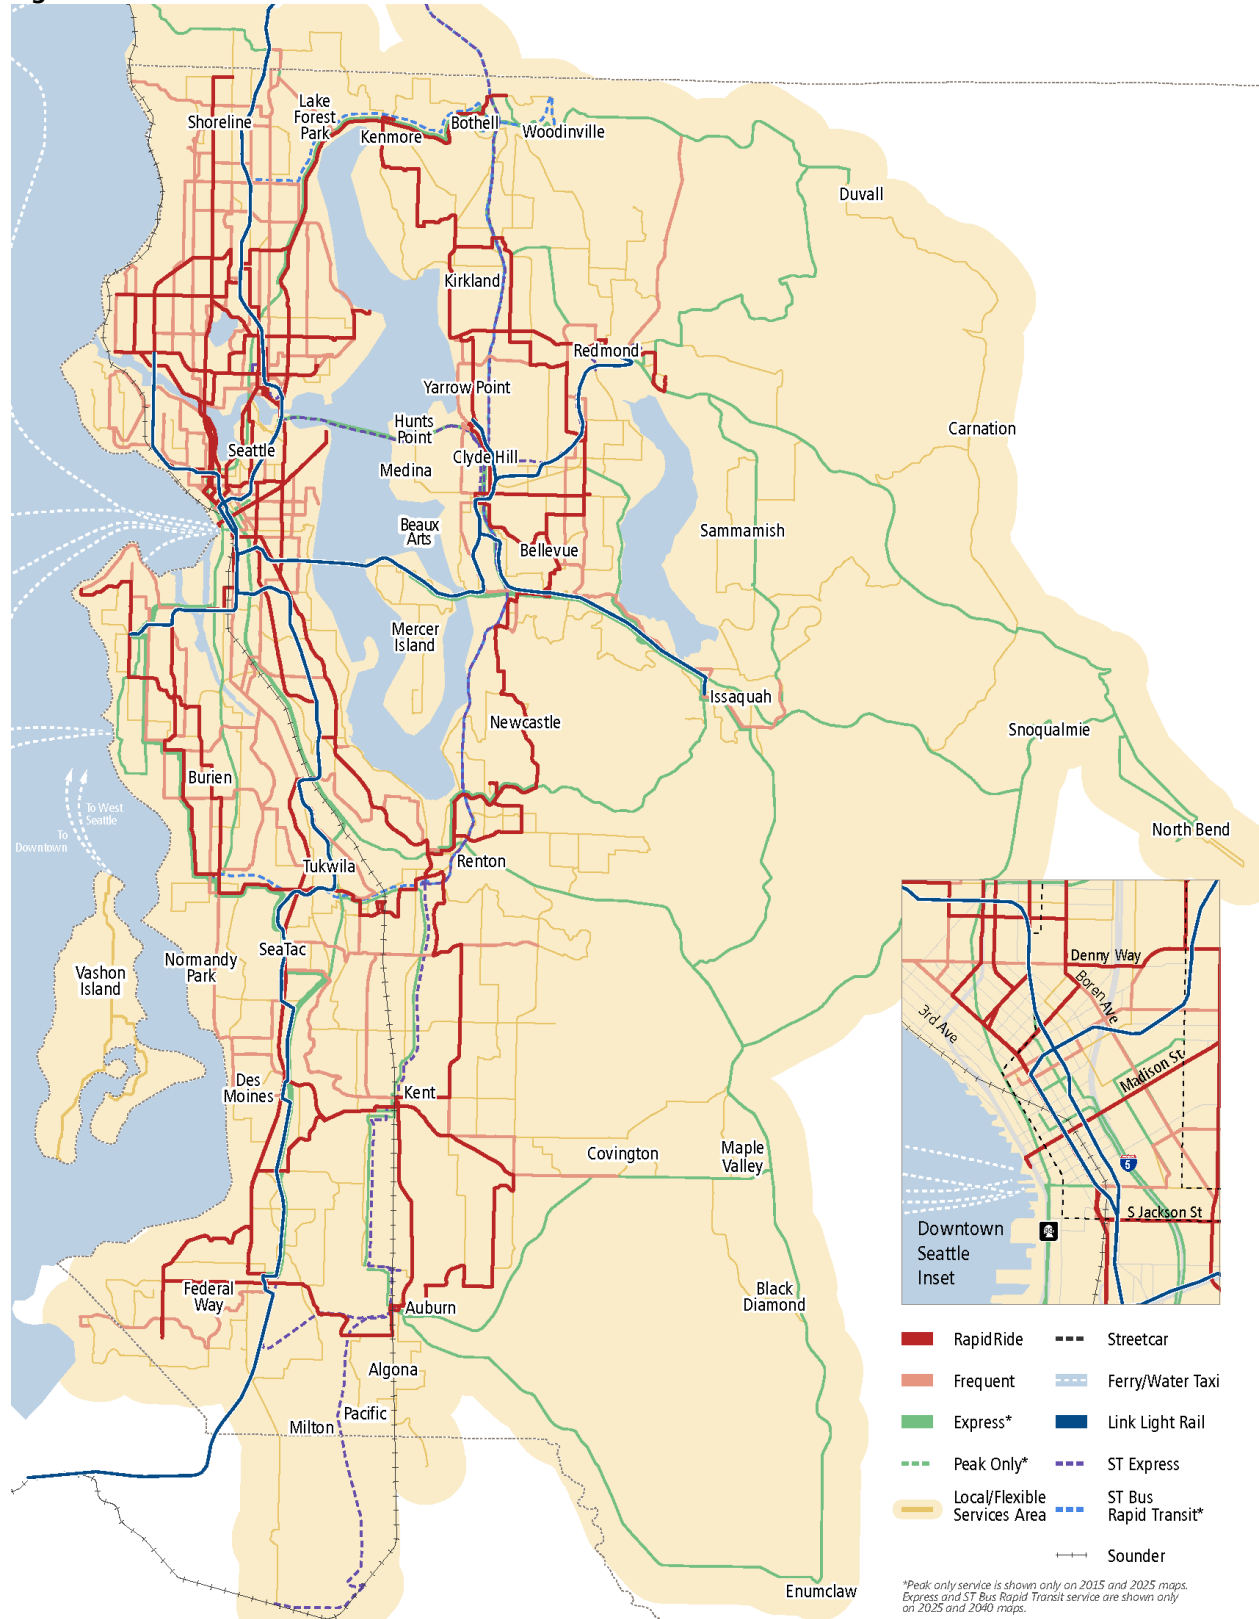 Shoreline
Lake
Forest
Park
Kenmore
Bothell
Woodinville
Duvall
Kirkland
Redmond
Yarrow Point
Hunts
Point
Carnation
Seattle
Clyde Hill
Medina
Beaux
Arts
Sammamish
Bellevue
Mercer
Island
Issaquah
Newcastle
Snoqualmie
Burien
To West
Seattle
To
Downtown
North Bend
Tukwila
Renton
SeaTac
Normandy
Park
Vashon
Island
Des
Moines
Kent
Covington
Maple
Valley
Federal
Way
Auburn
Black
Diamond
Algona
Pacific
Milton
Enumclaw
Denny Way
Boren Ave
3rd Ave
Madison St
5
S Jackson St
Downtown
Seattle
Inset
RapidRide
Frequent
Express*
Peak Only*
Local/Flexible
Services Area
Streetcar
Ferry/Water Taxi
Link Light Rail
ST Express
ST Bus
Rapid Transit*
Sounder
*Peak only service is shown only on 2015 and 2025 maps.
Express and ST Bus Rapid Transit service are shown only
on 2025 and 2040 maps.